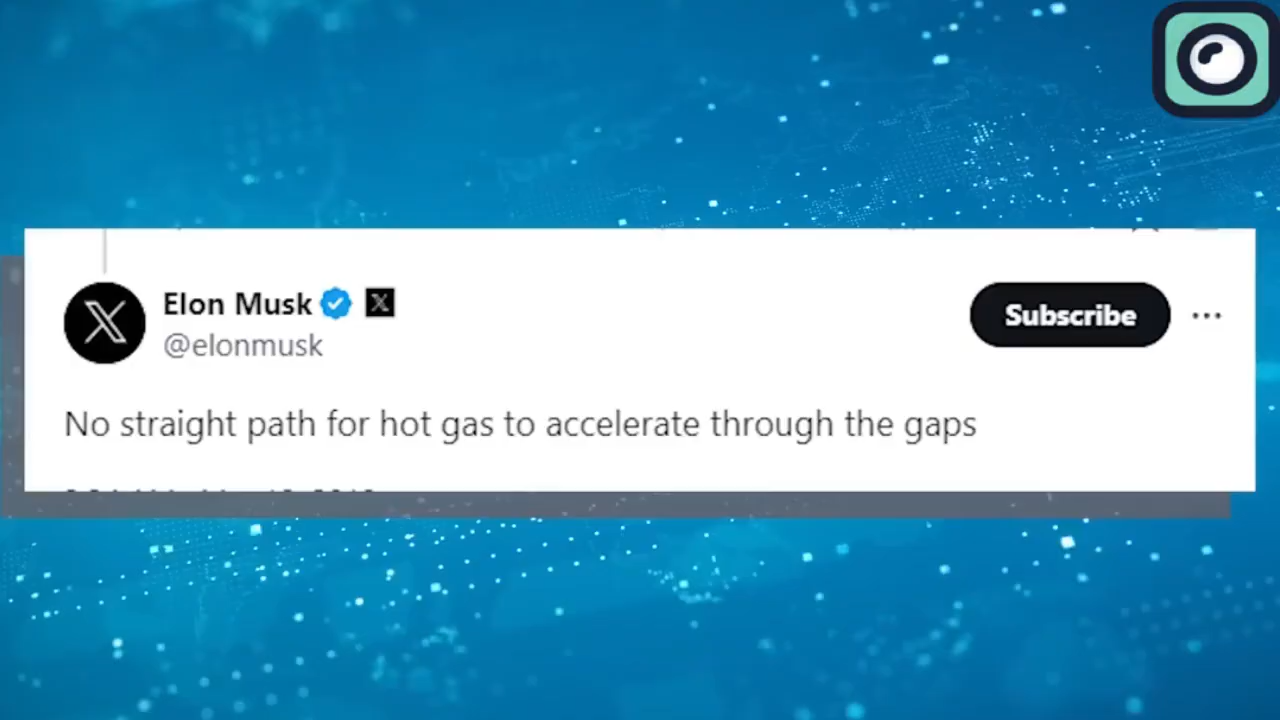 Elon Musk
@elonmusk
Subscribe
No straight path for hot gas to accelerate through the gaps